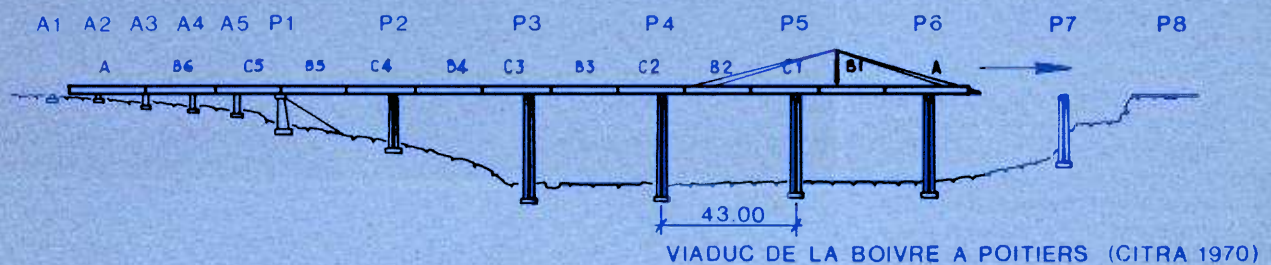 A1 A2 A3 A4 A5 P1 P2 P3 P4 P5 P6 P7 P8
A B6 C5 B5 C4 B4 C3 B3 C2 B2 C1 B1 A
43.00
VIADUC DE LA BOIVRE A POITIERS (CITRA 1970)